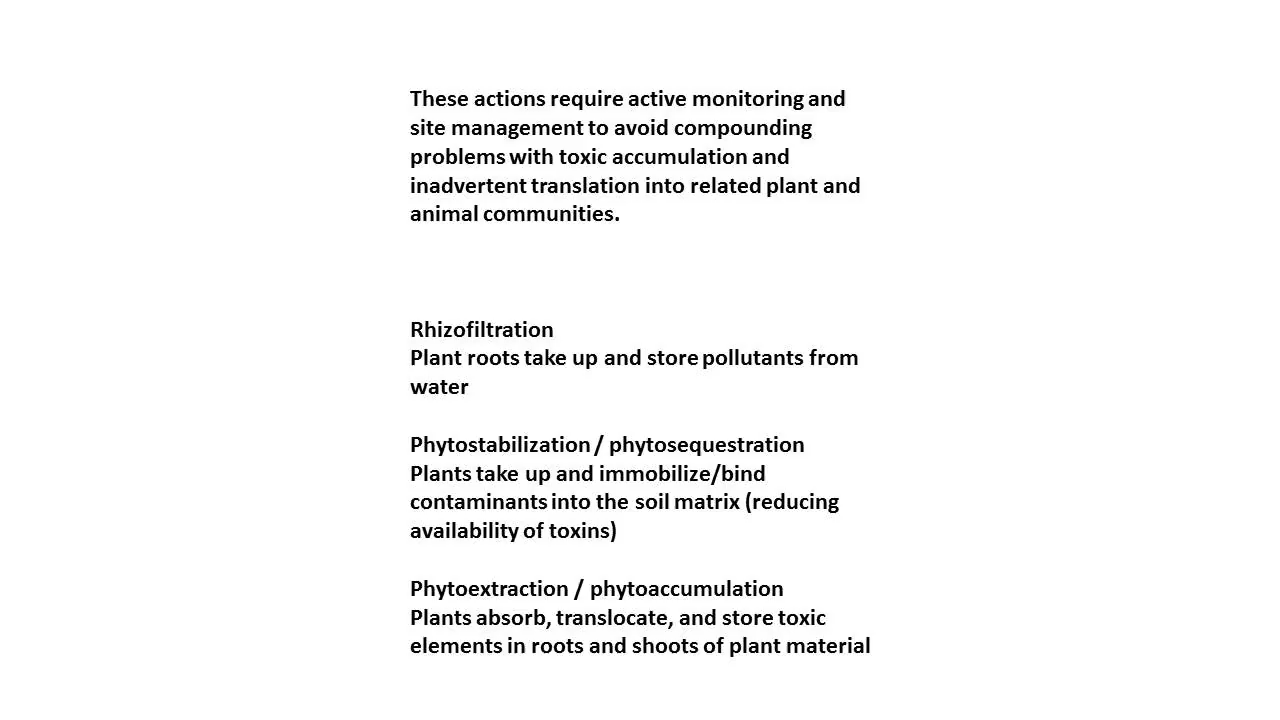 These actions require active monitoring and
site management to avoid compounding
problems with toxic accumulation and
inadvertent translation into related plant and
animal communities.
Rhizofiltration
Plant roots take up and store pollutants from
water
Phytostabilization / phytosequestration
Plants take up and immobilize/bind
contaminants into the soil matrix (reducing
availability of toxins)
Phytoextraction / phytoaccumulation
Plants absorb, translocate, and store toxic
elements in roots and shoots of plant material